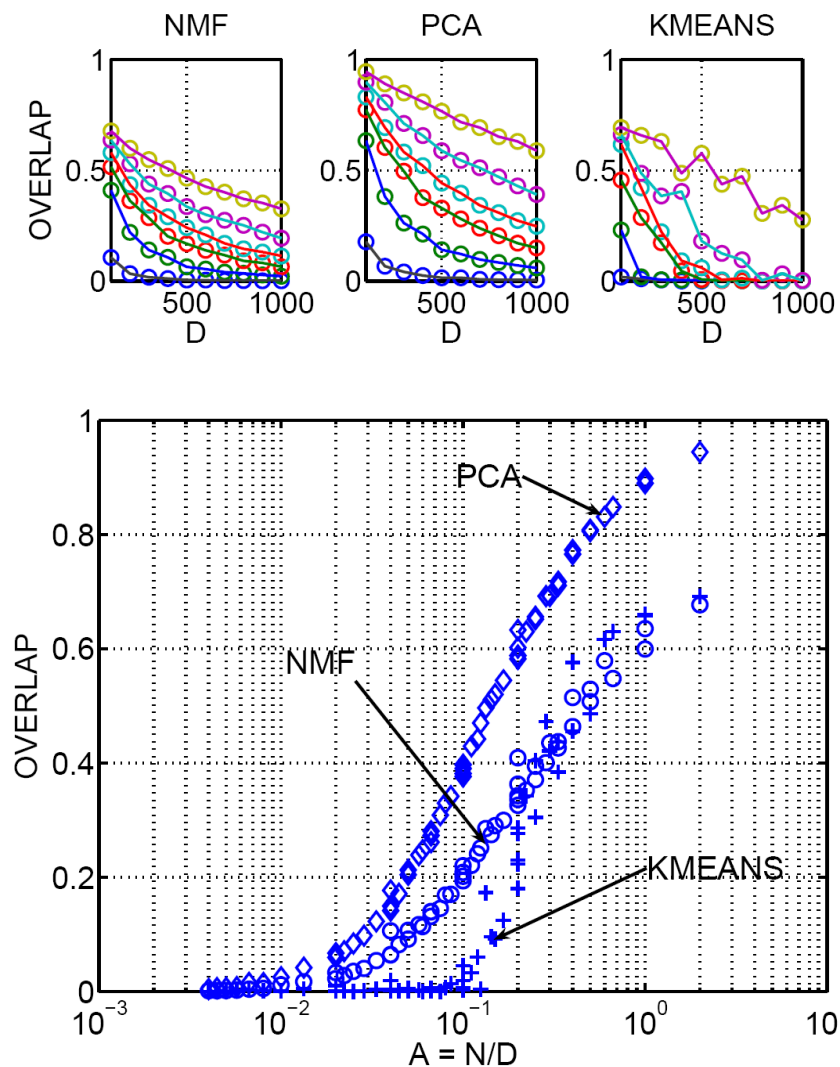 NMF PCA KMEANS
1 1 1
OVERLAP 0.5 0.5 0.5
0 0 0
500 1000 500 1000 500 1000
D D D
1
PCA
0.8
NMF
0.6
OVERLAP
0.4
KMEANS
0.2
0
10⁻³ 10⁻² 10⁻¹ 10⁰ 10
A = N/D